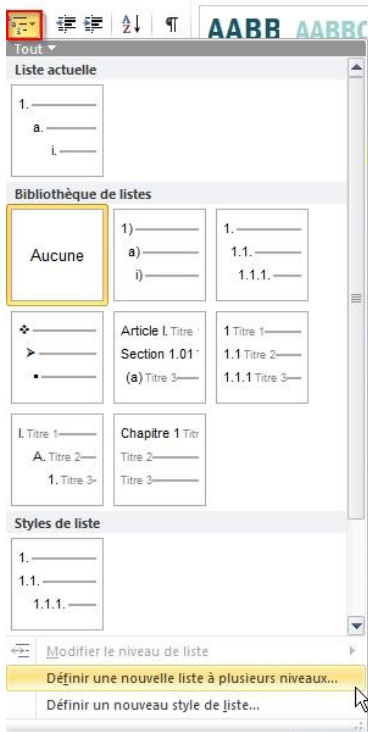 AABB AABBC
Tout
Liste actuelle
1.
a.
i.
Bibliothèque de listes
Aucune
1)
a)
i)
1.
1.1.
1.1.1.
Article I. Titre
Section 1.01
(a) Titre 3
1 Titre 1
1.1 Titre 2
1.1.1 Titre 3
I. Titre 1
A. Titre 2
1. Titre 3
Chapitre 1 Titr
Titre 2
Titre 3
Styles de liste
1.
1.1.
1.1.1.
Modifier le niveau de liste
Définir une nouvelle liste à plusieurs niveaux...
Définir un nouveau style de liste...